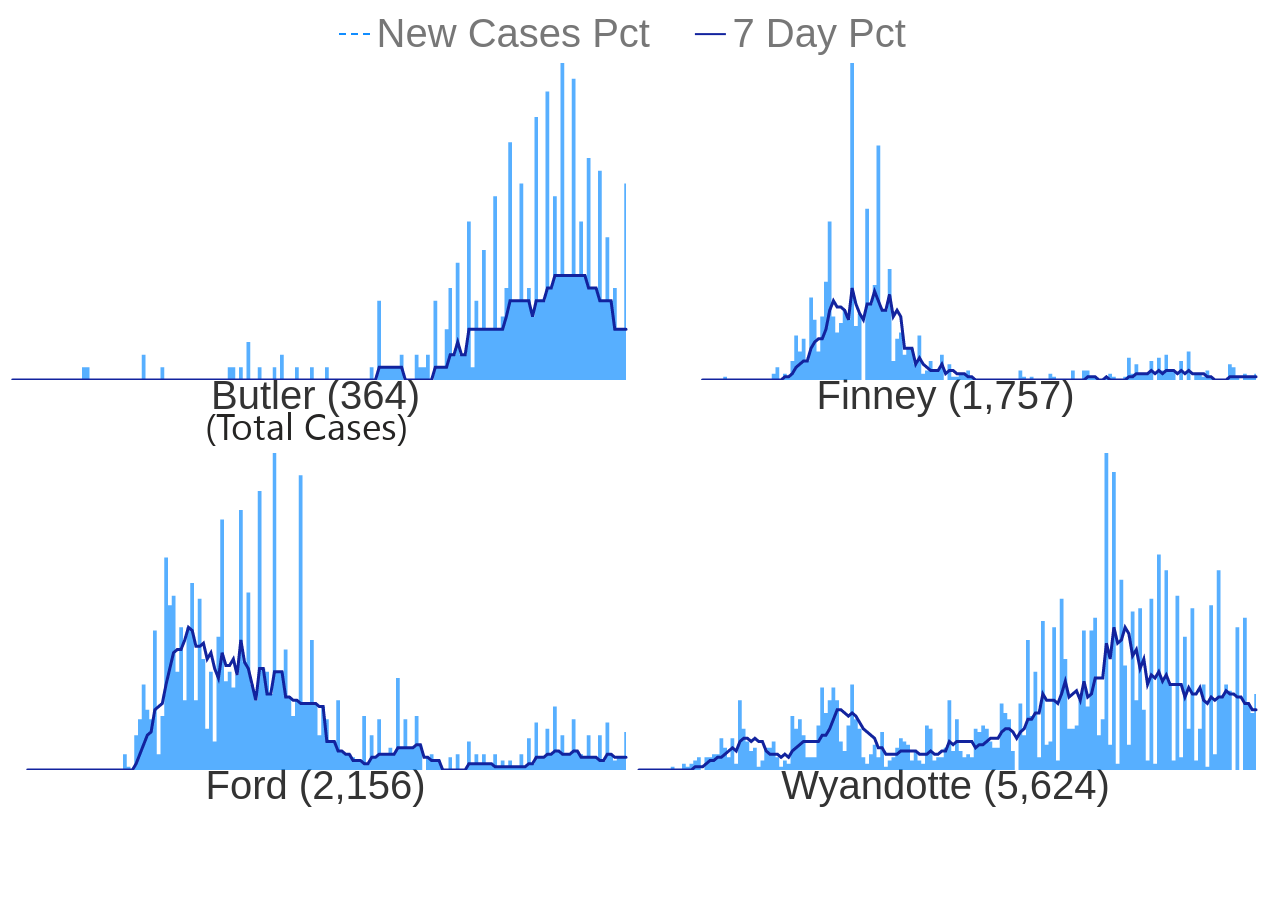 New Cases Pct 7 Day Pct
Butler (364) Finney (1,757)
(Total Cases)
Ford (2,156) Wyandotte (5,624)